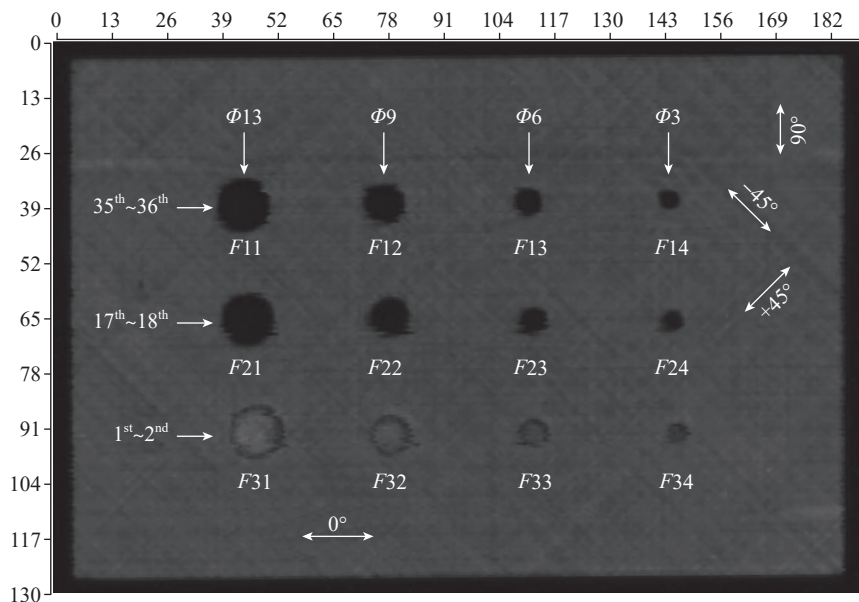 0 13 26 39 52 65 78 91 104 117 130 143 156 169 182
0
13
Φ13 Φ9 Φ6 Φ3
90°
26
35th~36th
–45°
39
F11 F12 F13 F14
52
+45°
17th~18th
65
F21 F22 F23 F24
78
1st~2nd
91
F31 F32 F33 F34
104
0°
117
130